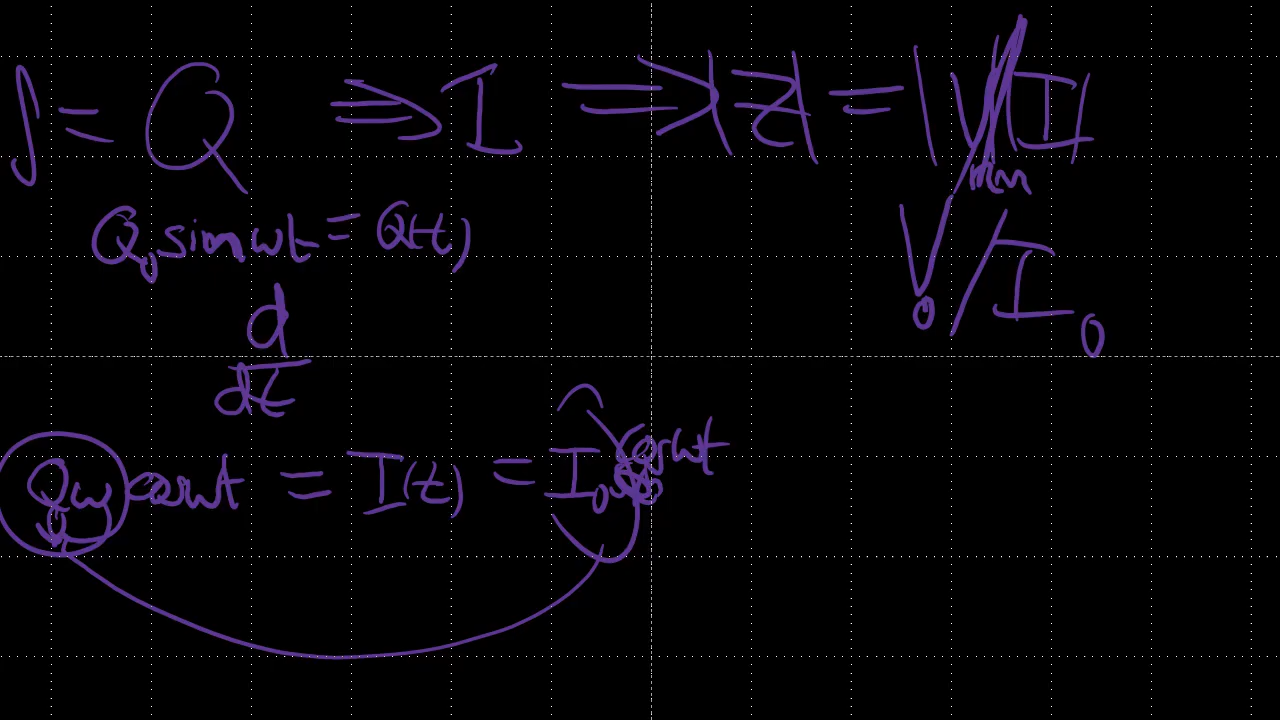 ∫ = Q ⇒ I ⇒ |Z| = |V/I|
Q₀ sin ωt = Q(t)
V₀/I₀
d/dt
Q₀ω cos ωt = I(t) = I₀ cos ωt